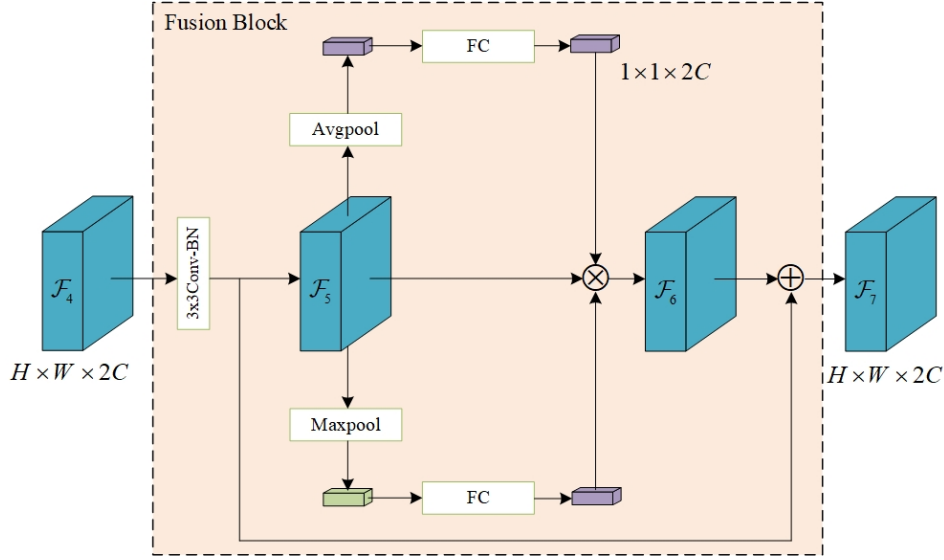 Fusion Block
FC
1×1×2C
Avgpool
3x3Conv-BN
ℱ₄
ℱ₅
ℱ₆
ℱ₇
H×W×2C
H×W×2C
Maxpool
FC